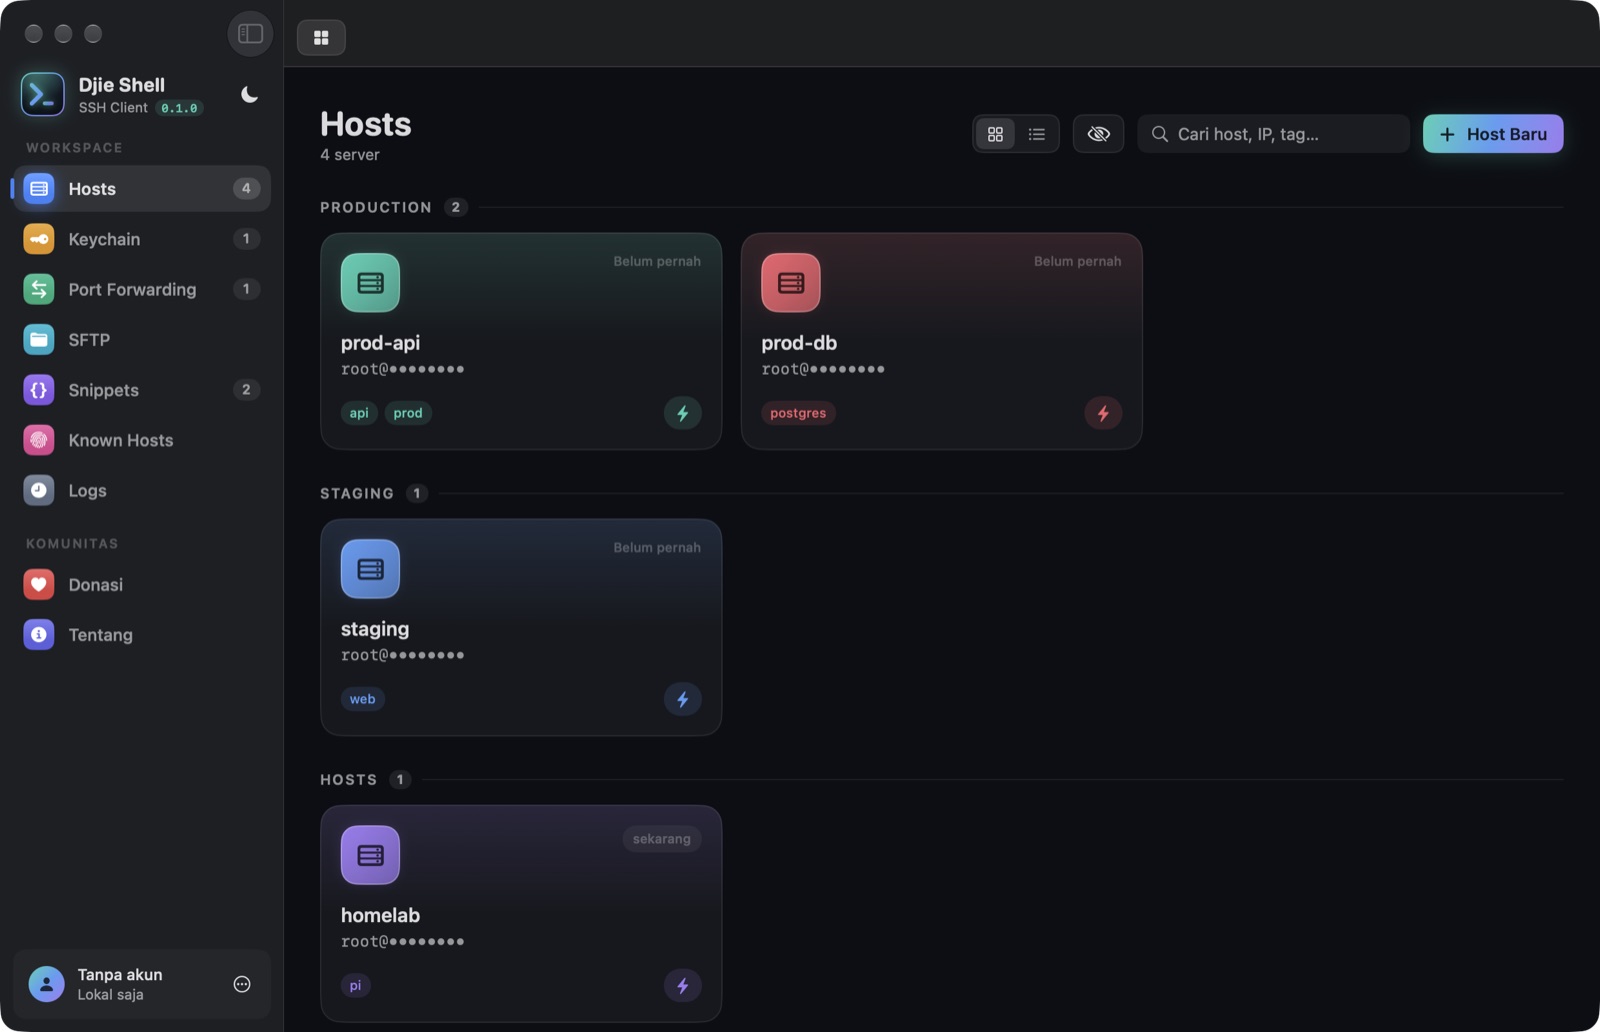 Djie Shell
SSH Client 0.1.0
WORKSPACE
Hosts 4
Keychain 1
Port Forwarding 1
SFTP
Snippets 2
Known Hosts
Logs
KOMUNITAS
Donasi
Tentang
Tanpa akun
Lokal saja
Hosts
4 server
Cari host, IP, tag...
Host Baru
PRODUCTION 2
Belum pernah
prod-api
root@●●●●●●●●
api prod
Belum pernah
prod-db
root@●●●●●●●●
postgres
STAGING 1
Belum pernah
staging
root@●●●●●●●●
web
HOSTS 1
sekarang
homelab
root@●●●●●●●●
pi